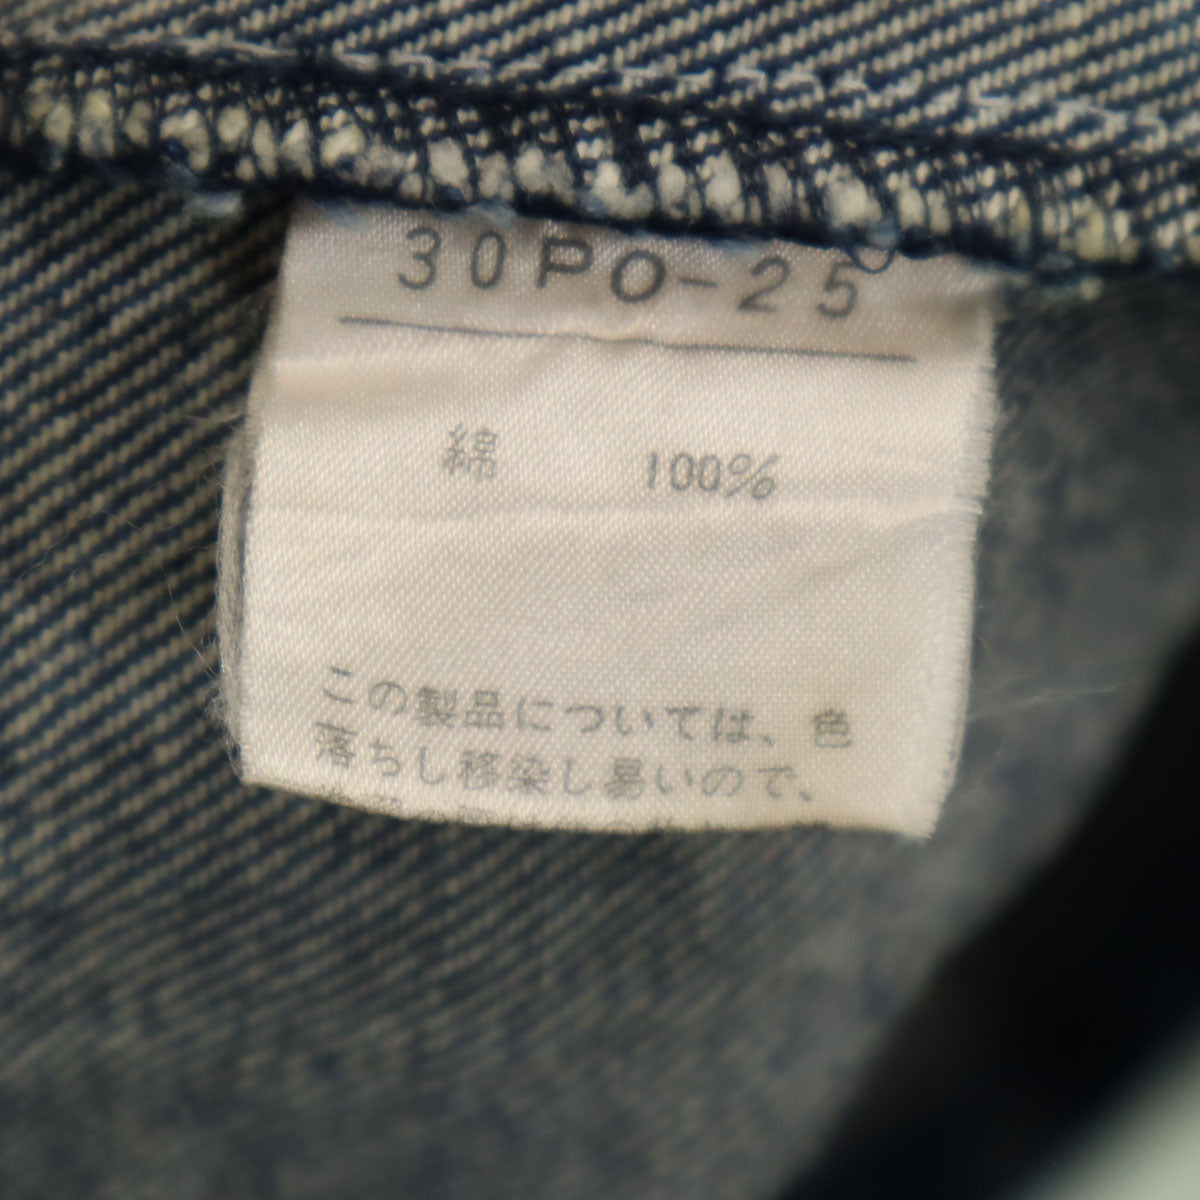 30PO-25
綿 100%
この製品については、色
落ちし移染し易いので、